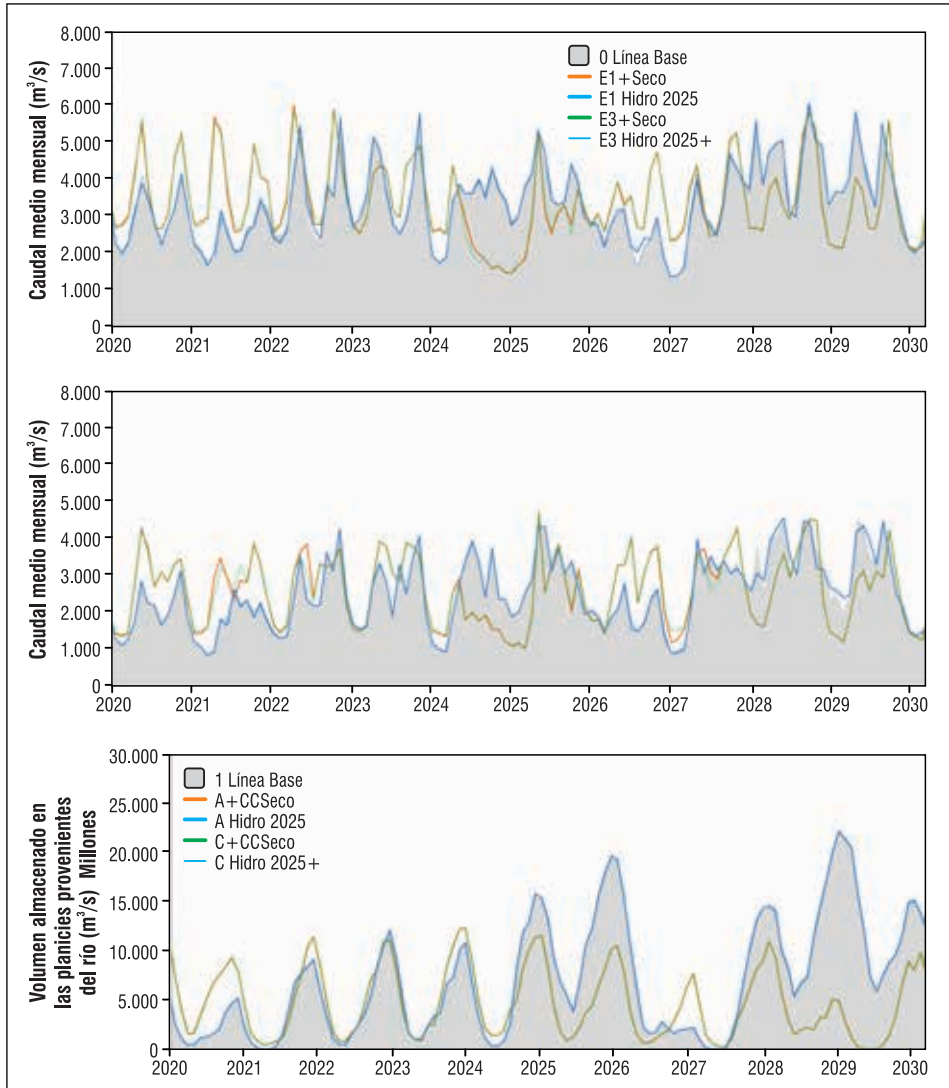 Caudal medio mensual (m³/s)
8.000
7.000
6.000
5.000
4.000
3.000
2.000
1.000
0
0 Línea Base
E1+Seco
E1 Hidro 2025
E3+Seco
E3 Hidro 2025+
2020 2021 2022 2023 2024 2025 2026 2027 2028 2029 2030
Caudal medio mensual (m³/s)
8.000
7.000
6.000
5.000
4.000
3.000
2.000
1.000
0
2020 2021 2022 2023 2024 2025 2026 2027 2028 2029 2030
Volumen almacenado en
las planicies provenientes
del río (m³/s) Millones
30.000
25.000
20.000
15.000
10.000
5.000
0
1 Línea Base
A+CCSeco
A Hidro 2025
C+CCSeco
C Hidro 2025+
2020 2021 2022 2023 2024 2025 2026 2027 2028 2029 2030